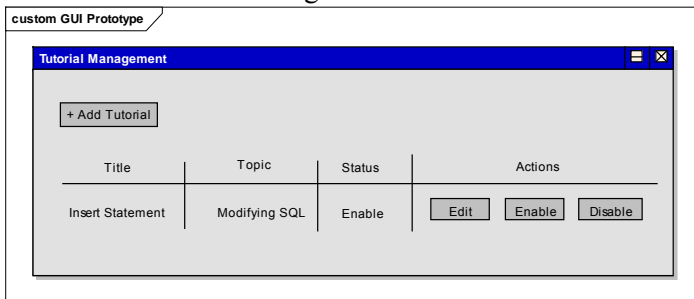 custom GUI Prototype
Tutorial Management
+ Add Tutorial
Title Topic Status Actions
Insert Statement Modifying SQL Enable Edit Enable Disable